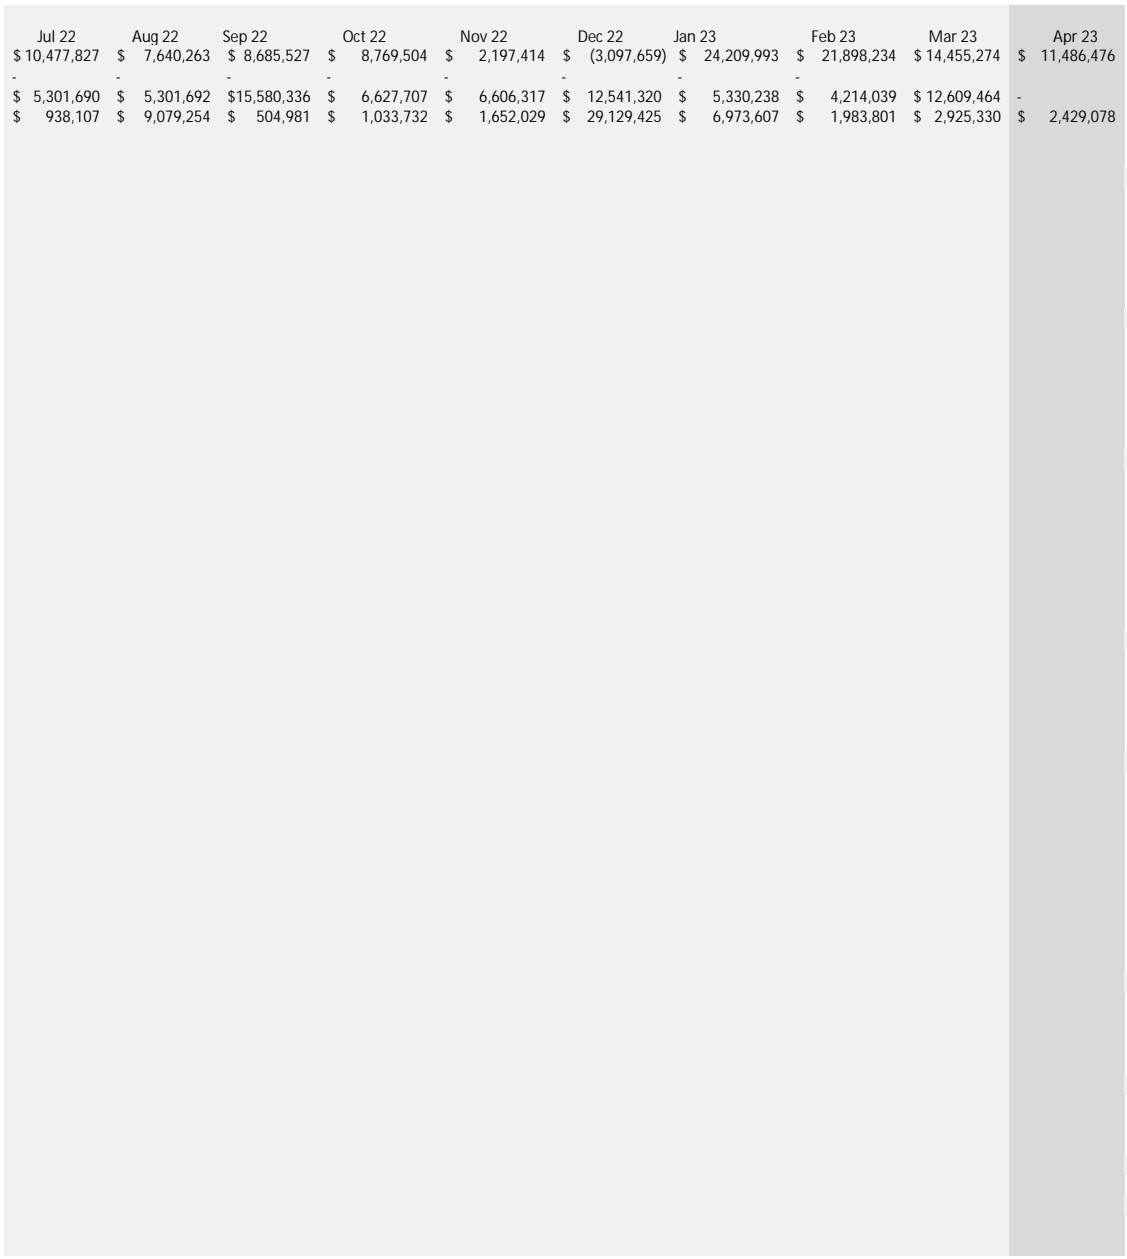 Jul 22 Aug 22 Sep 22 Oct 22 Nov 22 Dec 22 Jan 23 Feb 23 Mar 23 Apr 23
$ 10,477,827 $ 7,640,263 $ 8,685,527 $ 8,769,504 $ 2,197,414 $ (3,097,659) $ 24,209,993 $ 21,898,234 $ 14,455,274 $ 11,486,476
- - - - - - - -
$ 5,301,690 $ 5,301,692 $15,580,336 $ 6,627,707 $ 6,606,317 $ 12,541,320 $ 5,330,238 $ 4,214,039 $ 12,609,464 -
$ 938,107 $ 9,079,254 $ 504,981 $ 1,033,732 $ 1,652,029 $ 29,129,425 $ 6,973,607 $ 1,983,801 $ 2,925,330 $ 2,429,078